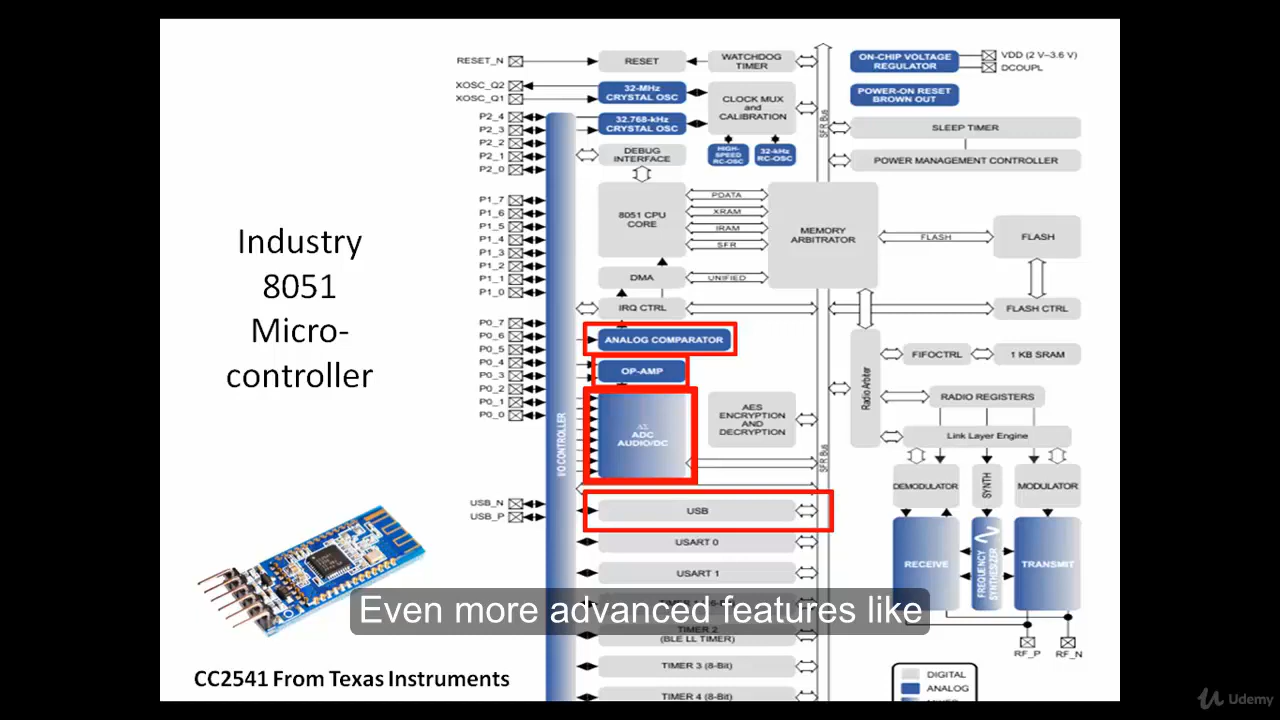 Industry
8051
Micro-
controller
CC2541 From Texas Instruments
RESET_N
XOSC_Q2
XOSC_Q1
P2_4
P2_3
P2_2
P2_1
P2_0
P1_7
P1_6
P1_5
P1_4
P1_3
P1_2
P1_1
P1_0
P0_7
P0_6
P0_5
P0_4
P0_3
P0_2
P0_1
P0_0
USB_N
USB_P
I/O CONTROLLER
RESET
WATCHDOG
TIMER
32-MHz
CRYSTAL OSC
32.768-kHz
CRYSTAL OSC
CLOCK MUX
and
CALIBRATION
HIGH-
SPEED
RC-OSC
32-kHz
RC-OSC
DEBUG
INTERFACE
8051 CPU
CORE
PDATA
XRAM
IRAM
SFR
MEMORY
ARBITRATOR
DMA
UNIFIED
IRQ CTRL
ANALOG COMPARATOR
OP-AMP
ΔΣ
ADC
AUDIO/DC
AES
ENCRYPTION
AND
DECRYPTION
USB
USART 0
USART 1
TIMER 2
(BLE LL TIMER)
TIMER 3 (8-Bit)
TIMER 4 (8-Bit)
SFR Bus
SFR Bus
ON-CHIP VOLTAGE
REGULATOR
VDD (2 V–3.6 V)
DCOUPL
POWER-ON RESET
BROWN OUT
SLEEP TIMER
POWER MANAGEMENT CONTROLLER
FLASH
FLASH
FLASH CTRL
Radio Arbiter
FIFOCTRL
1 KB SRAM
RADIO REGISTERS
Link Layer Engine
DEMODULATOR
SYNTH
MODULATOR
RECEIVE
FREQUENCY
SYNTHESIZER
TRANSMIT
RF_P
RF_N
DIGITAL
ANALOG
Even more advanced features like
Udemy